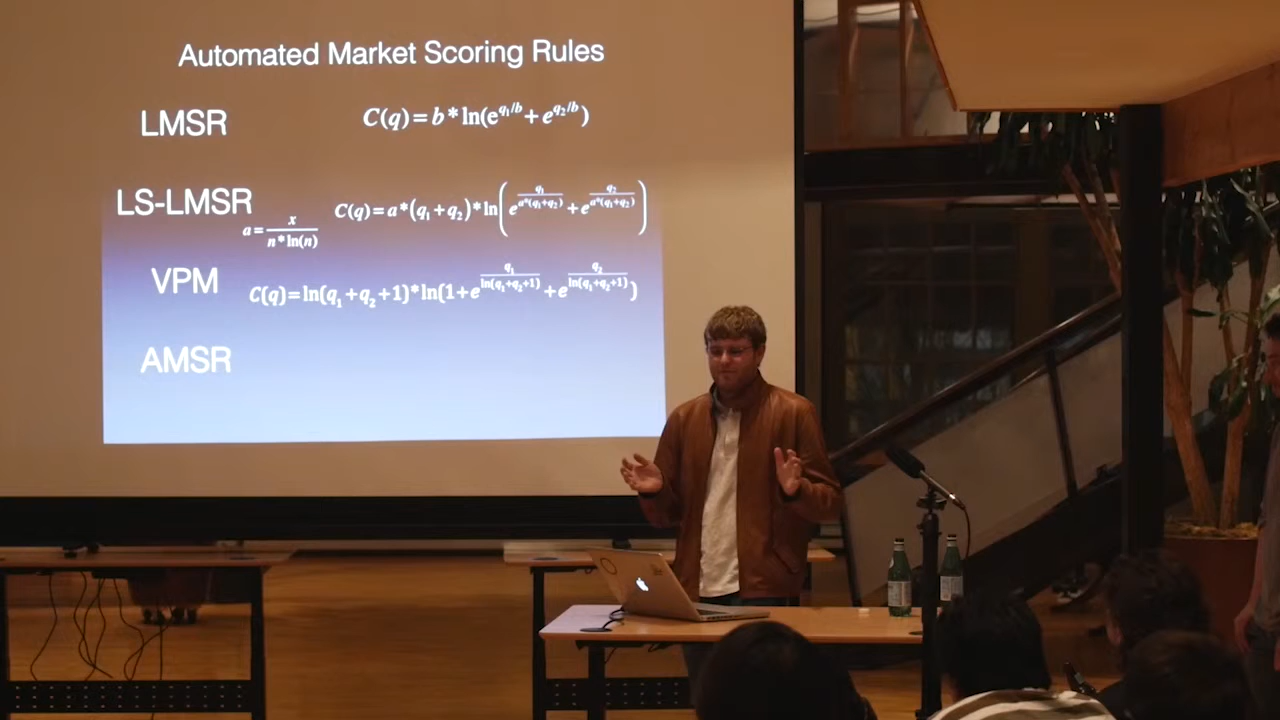 Automated Market Scoring Rules
LMSR C(q) = b * ln(e^{q₁/b} + e^{q₂/b})
LS-LMSR C(q) = a*(q₁+q₂)*ln(e^{q₁/(a*(q₁+q₂))} + e^{q₂/(a*(q₁+q₂))})
a = x/(n*ln(n))
VPM C(q) = ln(q₁+q₂+1)*ln(1+e^{q₁/ln(q₁+q₂+1)} + e^{q₂/ln(q₁+q₂+1)})
AMSR